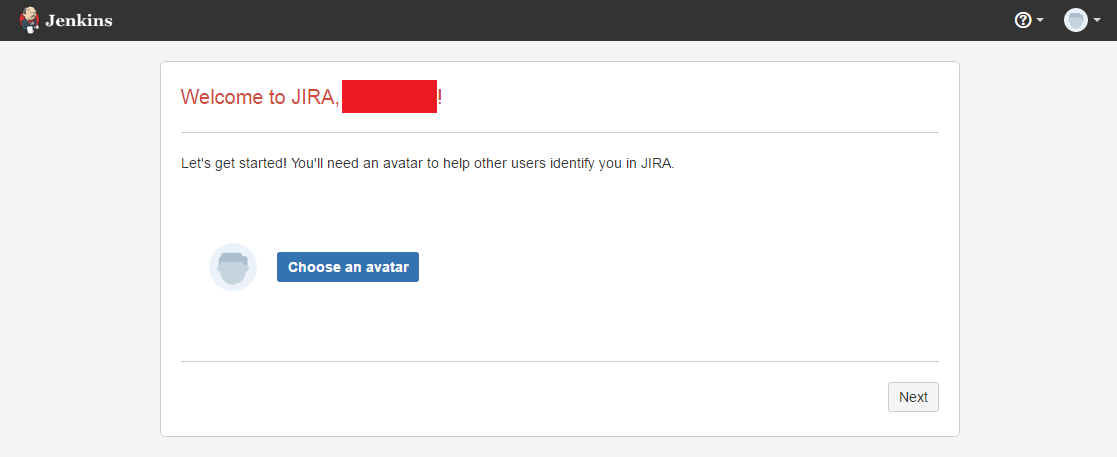 Jenkins
Welcome to JIRA, !
Let's get started! You'll need an avatar to help other users identify you in JIRA.
Choose an avatar
Next